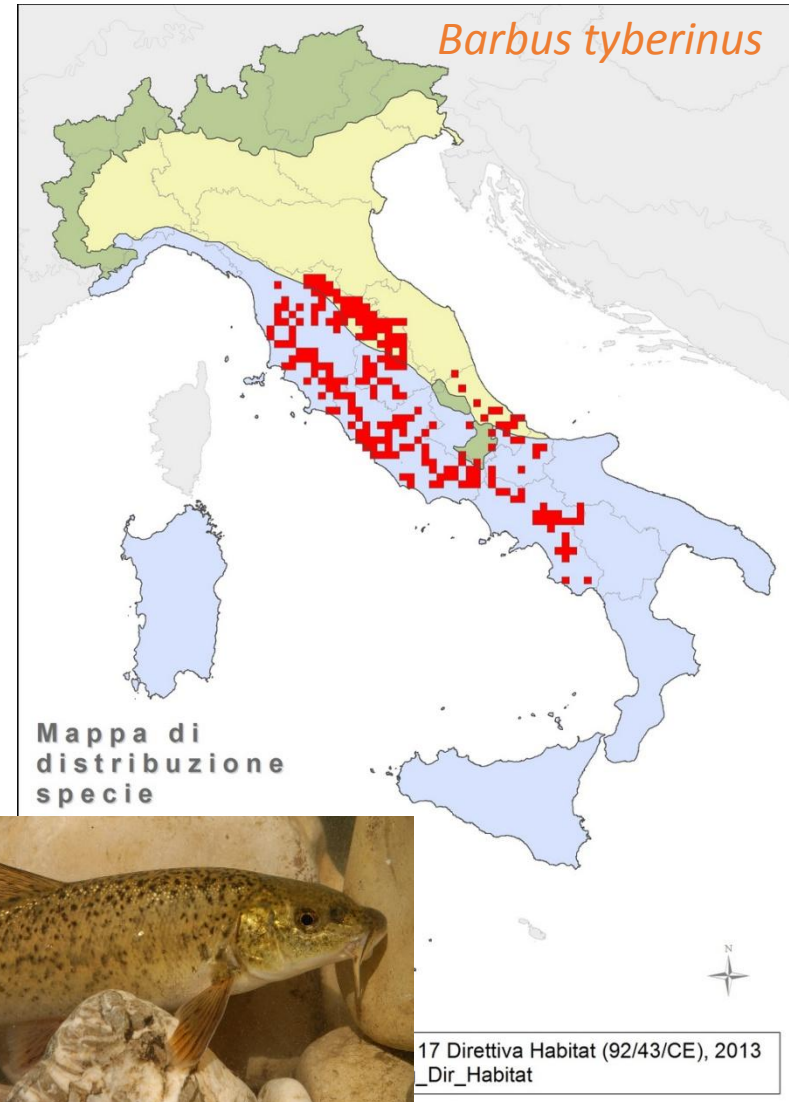 Barbus tyberinus
Mappa di
distribuzione
specie
N
17 Direttiva Habitat (92/43/CE), 2013
_Dir_Habitat